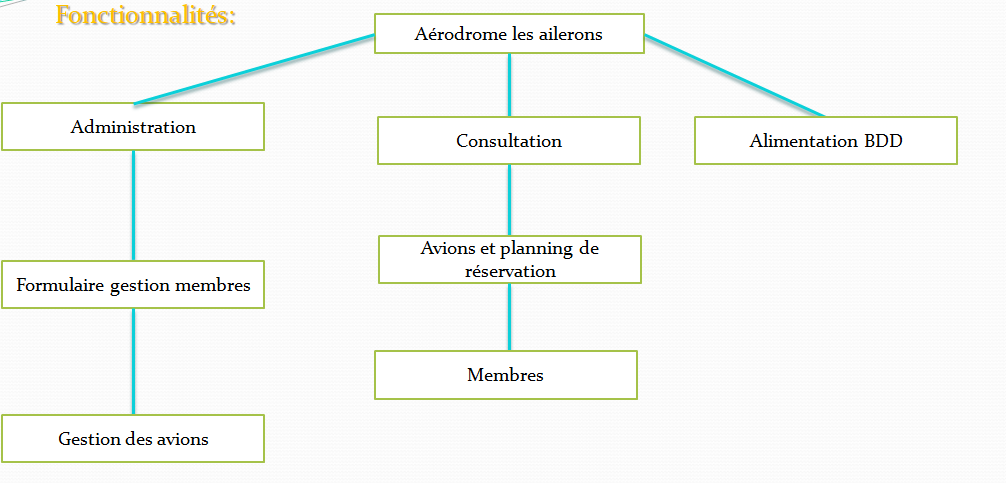 Fonctionnalités:
Aérodrome les ailerons
Administration
Consultation
Alimentation BDD
Avions et planning de
réservation
Formulaire gestion membres
Membres
Gestion des avions